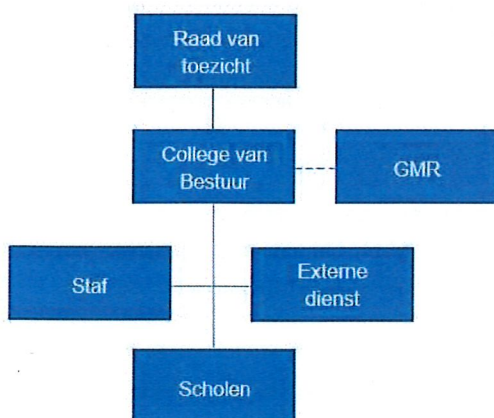 Raad van
toezicht
College van
Bestuur
GMR
Staf
Externe
dienst
Scholen